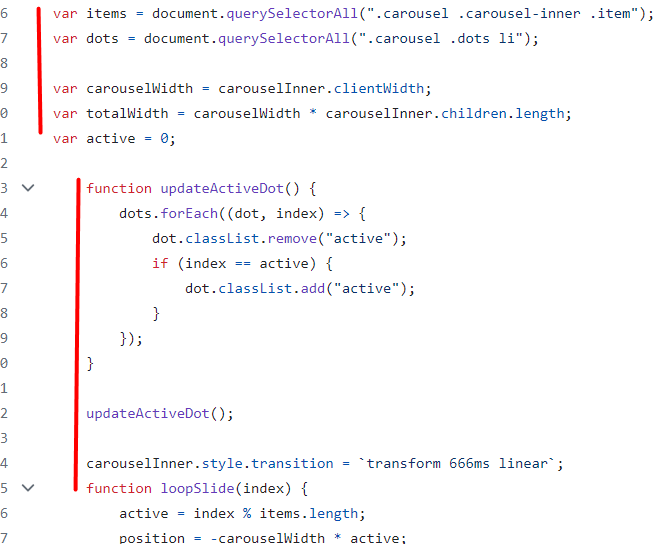 6 var items = document.querySelectorAll(".carousel .carousel-inner .item");
7 var dots = document.querySelectorAll(".carousel .dots li");
8
9 var carouselWidth = carouselInner.clientWidth;
0 var totalWidth = carouselWidth * carouselInner.children.length;
1 var active = 0;
2
3 function updateActiveDot() {
4 dots.forEach((dot, index) => {
5 dot.classList.remove("active");
6 if (index == active) {
7 dot.classList.add("active");
8 }
9 });
0 }
1
2 updateActiveDot();
3
4 carouselInner.style.transition = `transform 666ms linear`;
5 function loopSlide(index) {
6 active = index % items.length;
7 position = -carouselWidth * active;